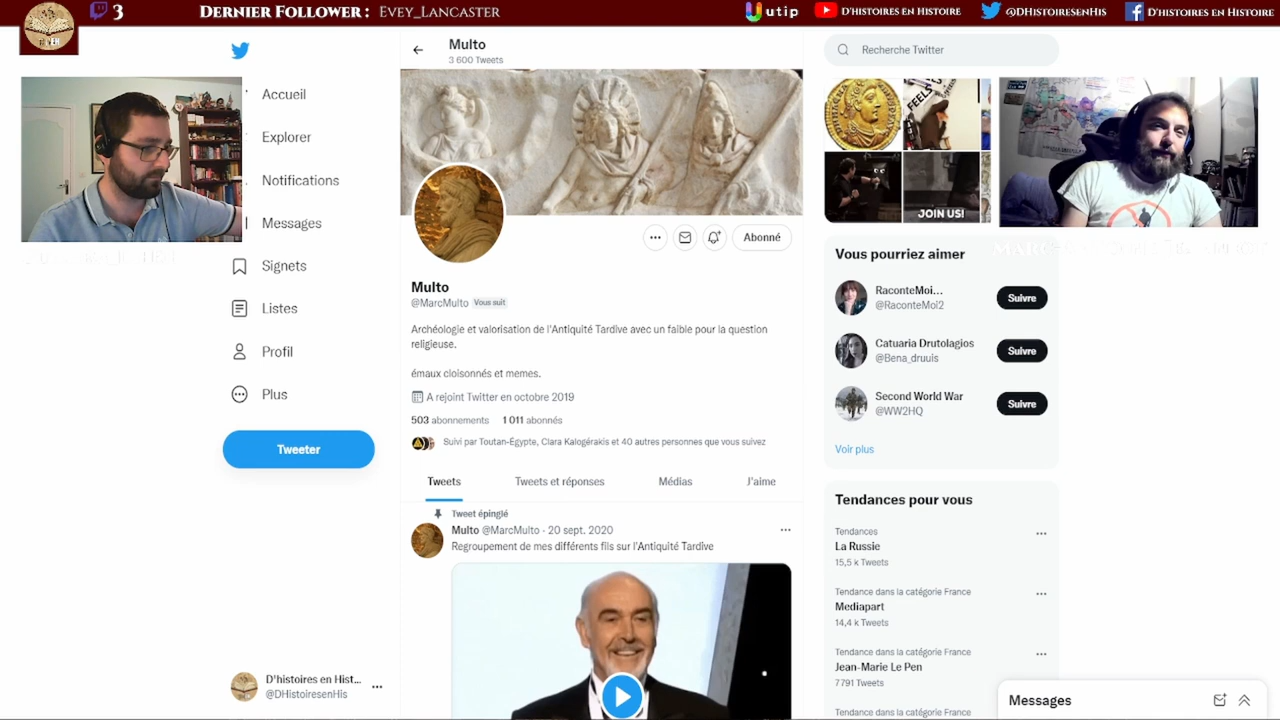 3
DERNIER FOLLOWER : EVEY_LANCASTER
utip
D'HISTOIRES EN HISTOIRE
@DHISTOIRESENHIS
D'HISTOIRES EN HISTOIRE
Multo
3 600 Tweets
Recherche Twitter
Accueil
Explorer
Notifications
Messages
Signets
Listes
Profil
Plus
Tweeter
D'histoires en Hist...
@DHistoiresenHis
FEELS
JOIN US!
Abonné
Multo
@MarcMulto Vous suit
Archéologie et valorisation de l'Antiquité Tardive avec un faible pour la question
religieuse.
émaux cloisonnés et memes.
A rejoint Twitter en octobre 2019
503 abonnements 1 011 abonnés
Suivi par Toutan-Égypte, Clara Kalogérakis et 40 autres personnes que vous suivez
Tweets
Tweets et réponses
Médias
J'aime
Tweet épinglé
Multo @MarcMulto · 20 sept. 2020
Regroupement de mes différents fils sur l'Antiquité Tardive
Vous pourriez aimer
RaconteMoi...
@RaconteMoi2
Suivre
Catuaria Drutolagios
@Bena_druuis
Suivre
Second World War
@WW2HQ
Suivre
Voir plus
Tendances pour vous
Tendances
La Russie
15,5 k Tweets
Tendance dans la catégorie France
Mediapart
14,4 k Tweets
Tendance dans la catégorie France
Jean-Marie Le Pen
7 791 Tweets
Tendance dans la catégorie France
Messages